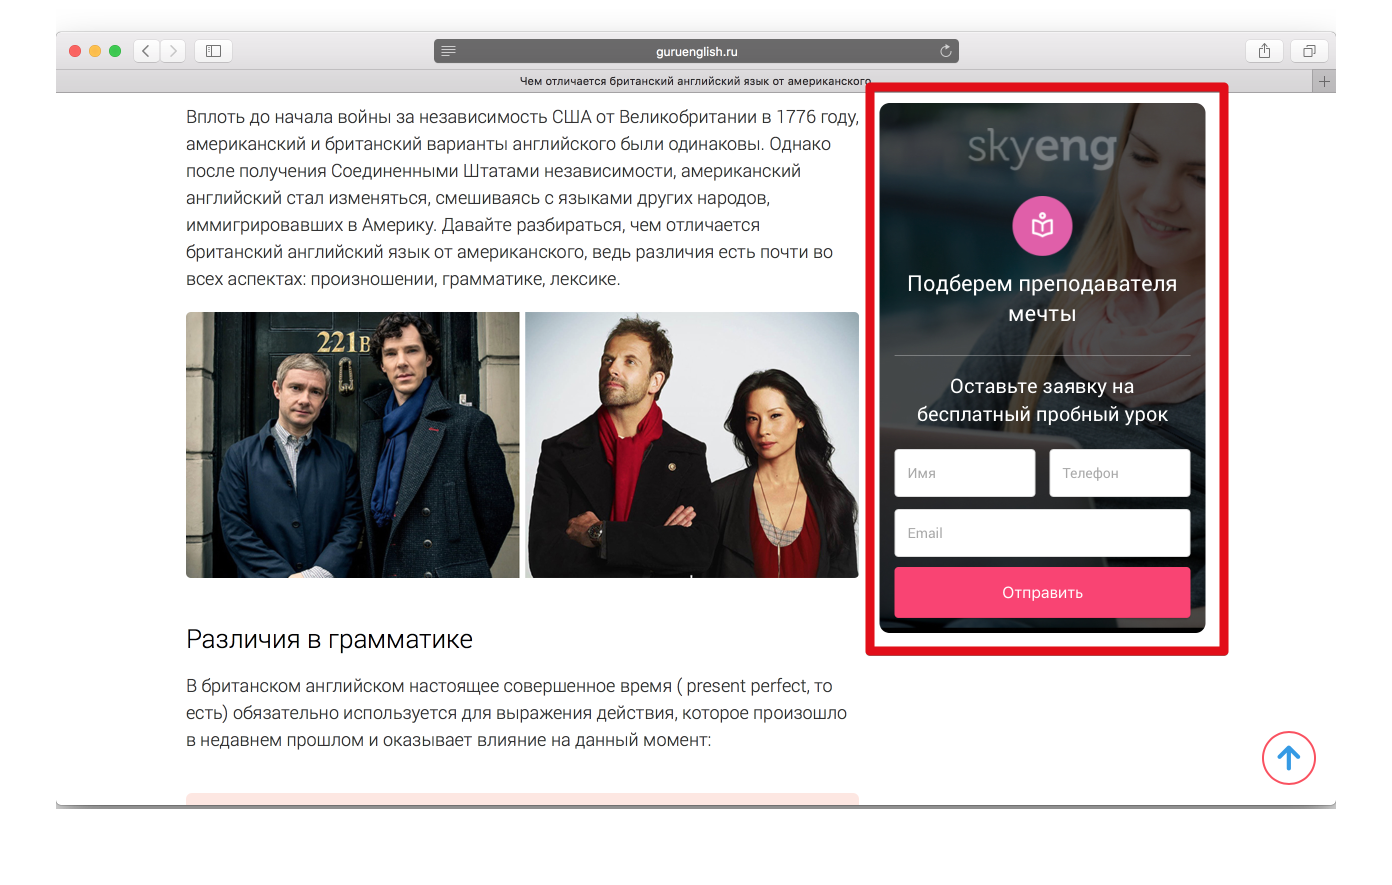 guruenglish.ru
Чем отличается британский английский язык от американского
Вплоть до начала войны за независимость США от Великобритании в 1776 году,
американский и британский варианты английского были одинаковы. Однако
после получения Соединенными Штатами независимости, американский
английский стал изменяться, смешиваясь с языками других народов,
иммигрировавших в Америку. Давайте разбираться, чем отличается
британский английский язык от американского, ведь различия есть почти во
всех аспектах: произношении, грамматике, лексике.
221B
Различия в грамматике
В британском английском настоящее совершенное время ( present perfect, то
есть) обязательно используется для выражения действия, которое произошло
в недавнем прошлом и оказывает влияние на данный момент:
skyeng
Подберем преподавателя
мечты
Оставьте заявку на
бесплатный пробный урок
Имя
Телефон
Email
Отправить